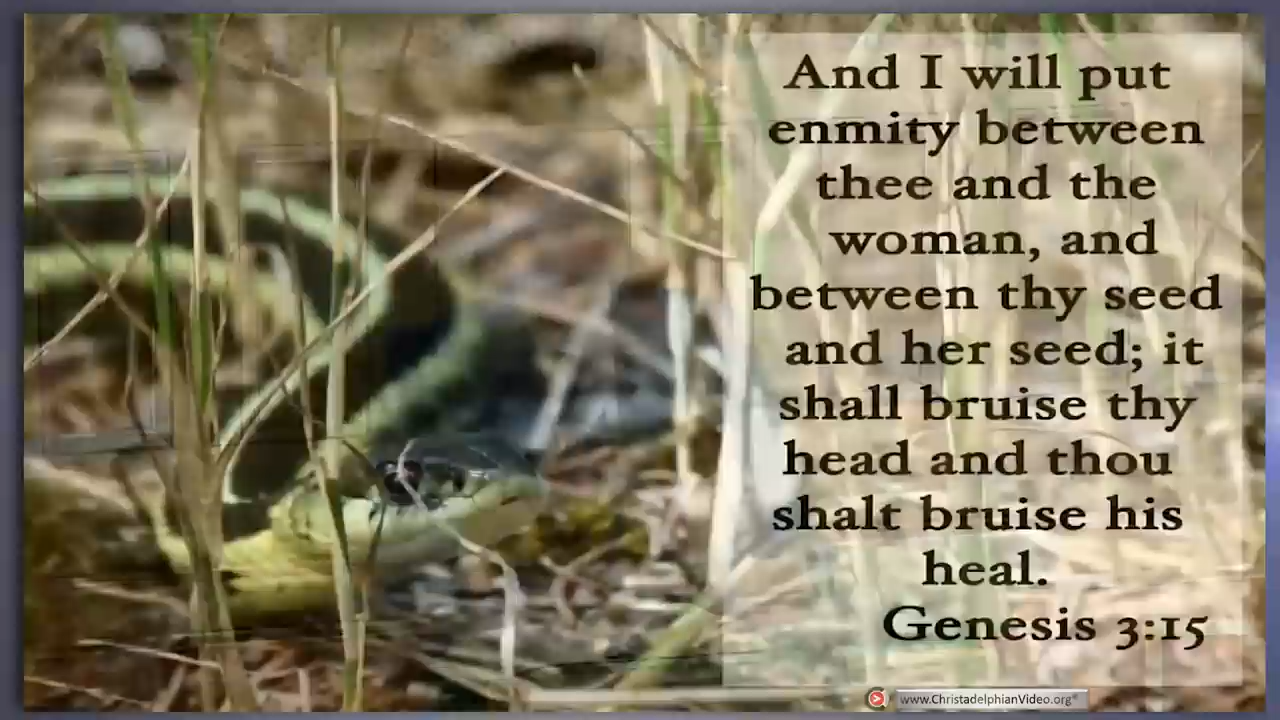 And I will put
enmity between
thee and the
woman, and
between thy seed
and her seed; it
shall bruise thy
head and thou
shalt bruise his
heal.
Genesis 3:15
www.ChristadelphianVideo.org®